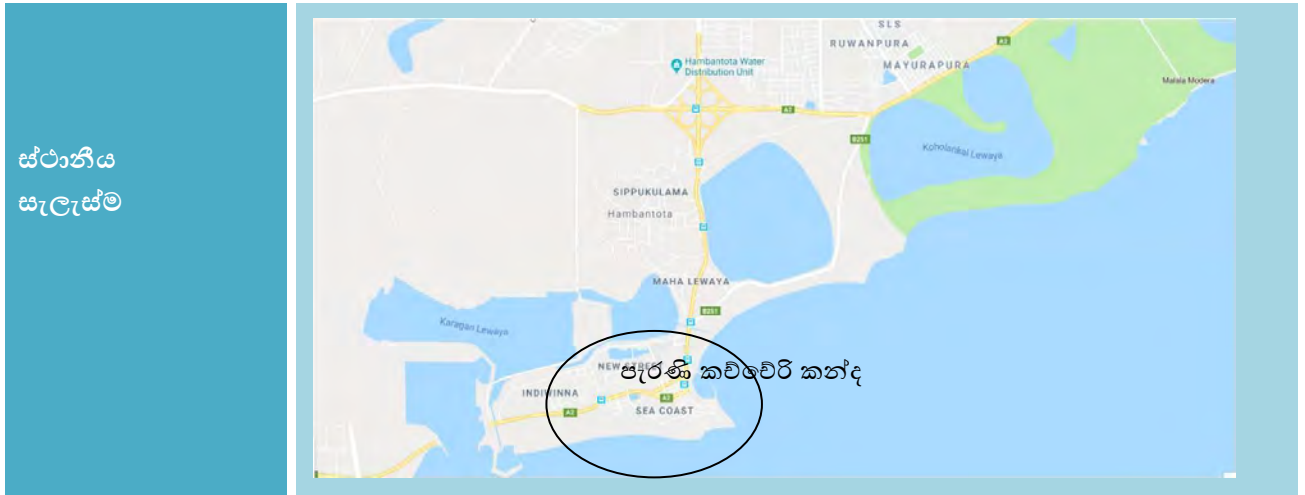 ස්ථානීය
සැලැස්ම
SLS
RUWANPURA
A2
MAYURAPURA
Hambantota Water
Distribution Unit
Malala Modera
A2
B251
Koholankal Lewaya
SIPPUKULAMA
Hambantota
MAHA LEWAYA
B251
Karagan Lewaya
NEW STREET
පැරණි කච්චේරි කන්ද
INDIWINNA
A2
A2
SEA COAST